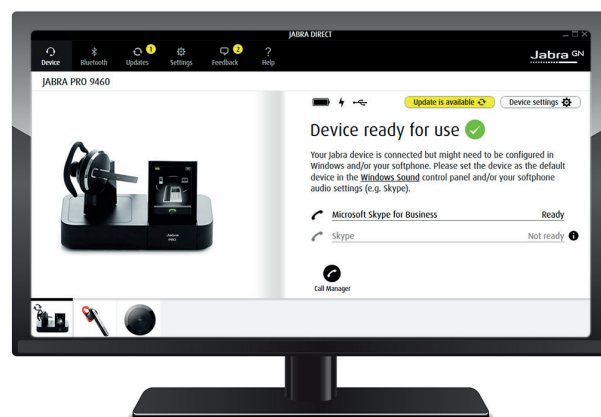 JABRA DIRECT
1
2
Device
Bluetooth
Updates
Settings
Feedback
Help
Jabra GN
JABRA PRO 9460
Update is available
Device settings
Device ready for use
Your Jabra device is connected but might need to be configured in
Windows and/or your softphone. Please set the device as the default
device in the Windows Sound control panel and/or your softphone
audio settings (e.g. Skype).
Microsoft Skype for Business Ready
Skype Not ready
Call Manager
Jabra
PRO